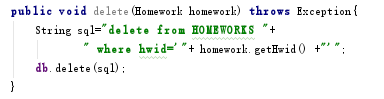 public void delete(Homework homework) throws Exception{
String sql="delete from HOMEWORKS "+
" where hwid='"+ homework.getHwid() +"'";
db.delete(sql);
}